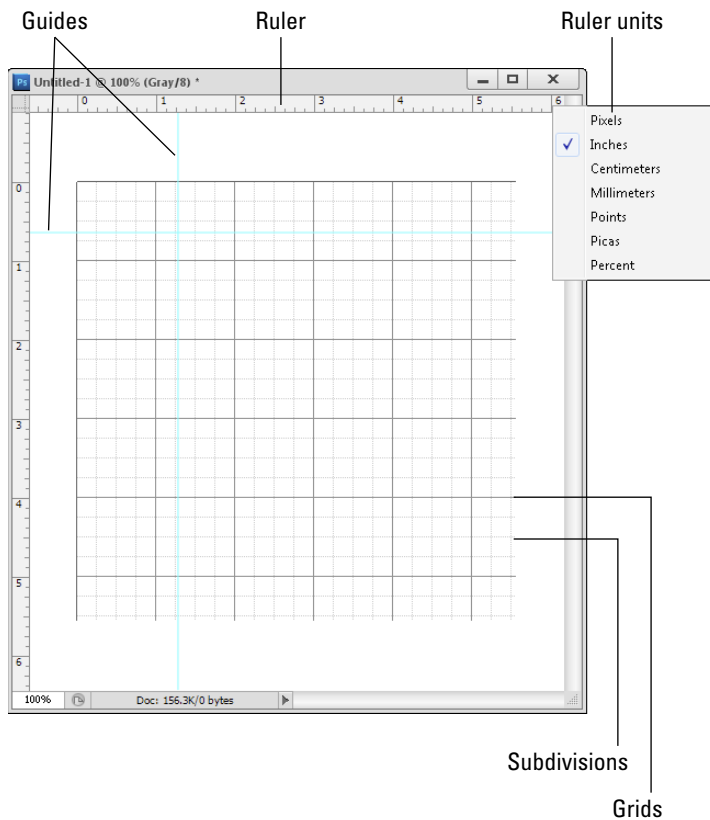 Guides Ruler Ruler units
Ps Untitled-1 @ 100% (Gray/8) *
0 1 2 3 4 5 6
Pixels
Inches
Centimeters
Millimeters
Points
Picas
Percent
0
1
2
3
4
5
6
100% Doc: 156.3K/0 bytes
Subdivisions
Grids